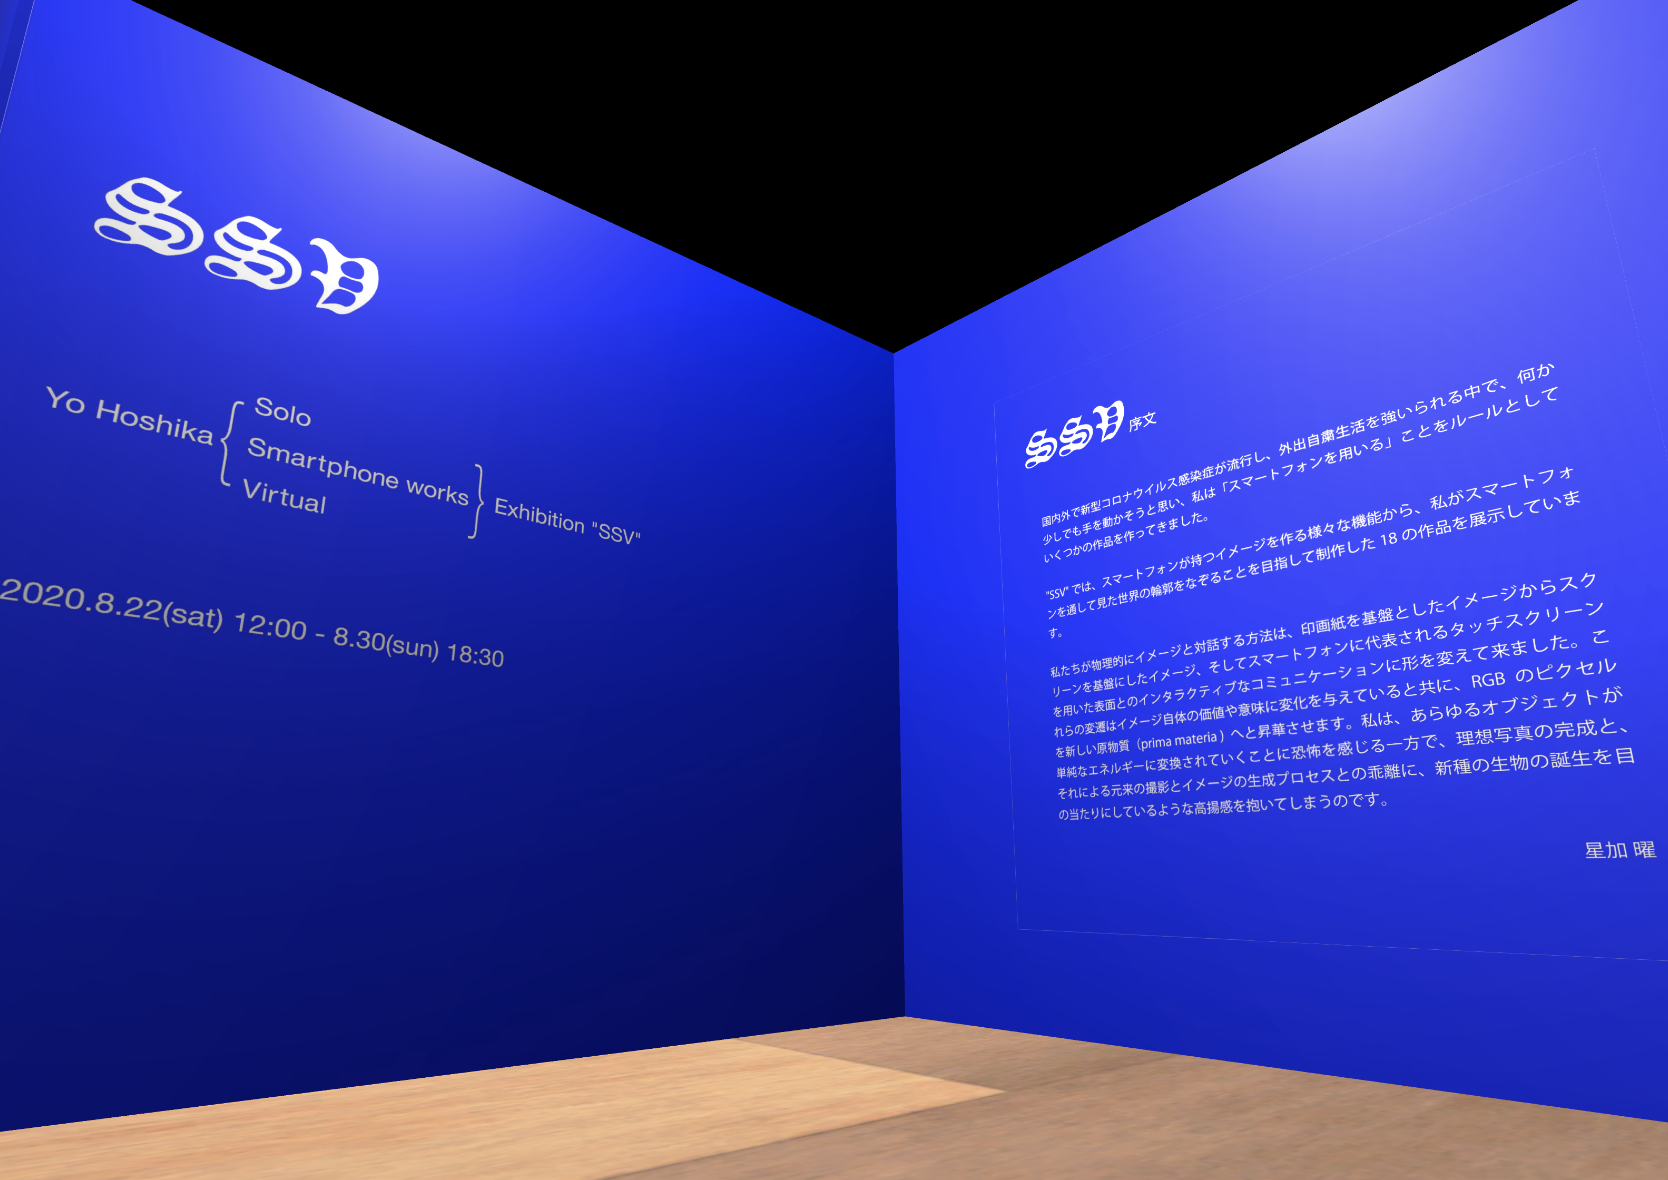 SSV
Yo Hoshika
Solo
Smartphone works
Virtual
Exhibition "SSV"
2020.8.22(sat) 12:00 - 8.30(sun) 18:30
SSV 序文
国内外で新型コロナウイルス感染症が流行し、外出自粛生活を強いられる中で、何か
少しでも手を動かそうと思い、私は「スマートフォンを用いる」ことをルールとして
いくつかの作品を作ってきました。
"SSV" では、スマートフォンが持つイメージを作る様々な機能から、私がスマートフォ
ンを通して見た世界の輪郭をなぞることを目指して制作した 18 の作品を展示していま
す。
私たちが物理的にイメージと対話する方法は、印画紙を基盤としたイメージからスク
リーンを基盤にしたイメージ、そしてスマートフォンに代表されるタッチスクリーン
を用いた表面とのインタラクティブなコミュニケーションに形を変えて来ました。こ
れらの変遷はイメージ自体の価値や意味に変化を与えていると共に、RGB のピクセル
を新しい原物質（prima materia ) へと昇華させます。私は、あらゆるオブジェクトが
単純なエネルギーに変換されていくことに恐怖を感じる一方で、理想写真の完成と、
それによる元来の撮影とイメージの生成プロセスとの乖離に、新種の生物の誕生を目
の当たりにしているような高揚感を抱いてしまうのです。
星加 曜